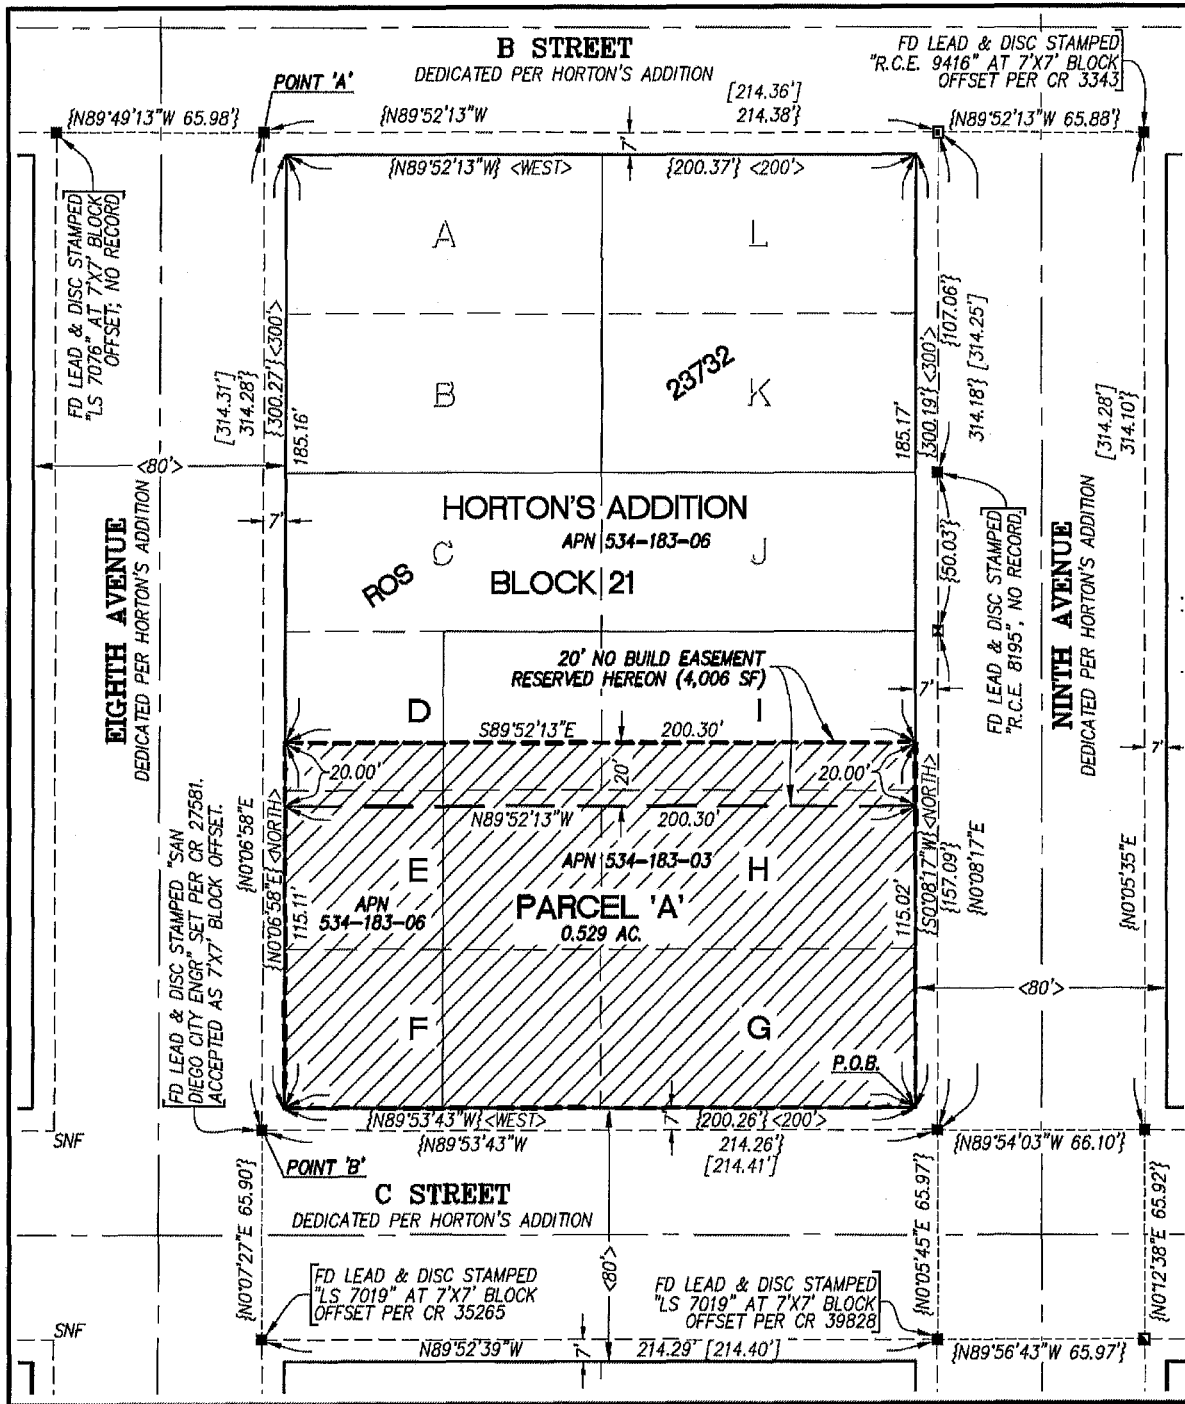 B STREET
DEDICATED PER HORTON'S ADDITION
FD LEAD & DISC STAMPED
"R.C.E. 9416" AT 7'X7' BLOCK
OFFSET PER CR 3343
POINT 'A'
{N89°49'13"W 65.98'}
{N89°52'13"W
[214.36']
214.38'}
{N89°52'13"W 65.88'}
7'
{N89°52'13"W} <WEST>
{200.37'} <200'>
FD LEAD & DISC STAMPED
"LS 7076" AT 7'X7' BLOCK
OFFSET; NO RECORD
A
L
B
K
23732
[314.31']
314.28'}
{300.27'} <300'>
185.16'
185.17'
{300.19'} <300'>
{107.06'}
314.18'} [314.25']
[314.28']
314.10'}
<80'>
7'
HORTON'S ADDITION
APN 534-183-06
C
J
ROS
BLOCK 21
{50.03'}
FD LEAD & DISC STAMPED
"R.C.E. 8195", NO RECORD.
EIGHTH AVENUE
DEDICATED PER HORTON'S ADDITION
NINTH AVENUE
DEDICATED PER HORTON'S ADDITION
20' NO BUILD EASEMENT
RESERVED HEREON (4,006 SF)
7'
7'
D
I
S89°52'13"E
200.30'
20.00'
20'
20.00'
N89°52'13"W
200.30'
FD LEAD & DISC STAMPED "SAN
DIEGO CITY ENGR" SET PER CR 27581.
ACCEPTED AS 7'X7' BLOCK OFFSET.
{N0°06'58"E
{N0°06'58"E} <NORTH>
115.11'
E
APN 534-183-03
H
APN
534-183-06
PARCEL 'A'
0.529 AC.
115.02'
{S0°08'17"W} <NORTH>
{157.09'}
{N0°08'17"E
{N0°05'35"E
<80'>
F
G
P.O.B.
{N89°53'43"W} <WEST>
7'
{200.26'} <200'>
SNF
{N89°53'43"W
214.26'}
[214.41']
{N89°54'03"W 66.10'}
POINT 'B'
C STREET
DEDICATED PER HORTON'S ADDITION
{N0°07'27"E 65.90'}
<80'>
{N0°05'45"E 65.97'}
{N0°12'38"E 65.92'}
FD LEAD & DISC STAMPED
"LS 7019" AT 7'X7' BLOCK
OFFSET PER CR 35265
FD LEAD & DISC STAMPED
"LS 7019" AT 7'X7' BLOCK
OFFSET PER CR 39828
SNF
N89°52'39"W
7'
214.29' [214.40']
{N89°56'43"W 65.97'}